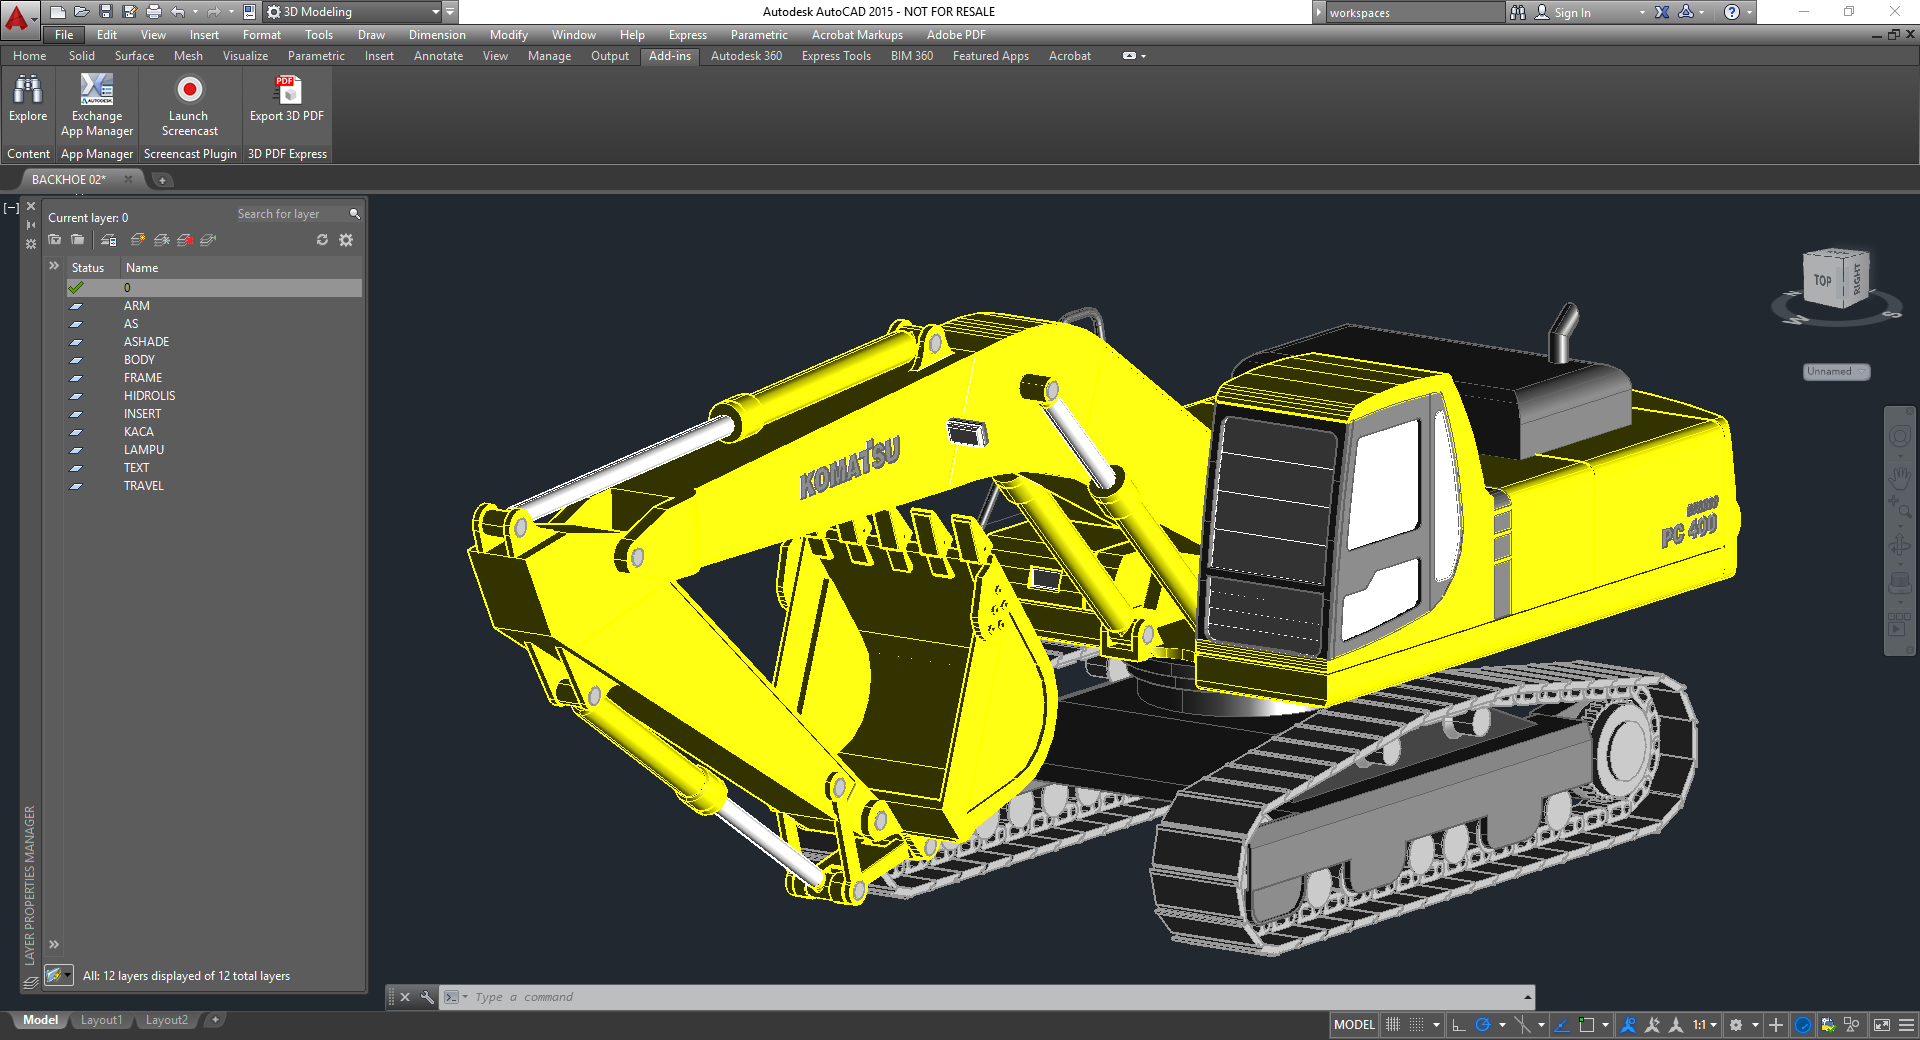 3D Modeling
Autodesk AutoCAD 2015 - NOT FOR RESALE
workspaces
Sign In
File Edit View Insert Format Tools Draw Dimension Modify Window Help Express Parametric Acrobat Markups Adobe PDF
Home Solid Surface Mesh Visualize Parametric Insert Annotate View Manage Output Add-ins Autodesk 360 Express Tools BIM 360 Featured Apps Acrobat
Explore
Exchange
App Manager
Launch
Screencast
PDF
Export 3D PDF
AUTODESK
Content App Manager Screencast Plugin 3D PDF Express
BACKHOE 02*
[−]
Current layer: 0
Search for layer
Status Name
0
ARM
AS
ASHADE
BODY
FRAME
HIDROLIS
INSERT
KACA
LAMPU
TEXT
TRAVEL
LAYER PROPERTIES MANAGER
All: 12 layers displayed of 12 total layers
KOMATSU
PC 400
TOP
RIGHT
W
S
Unnamed
Type a command
Model Layout1 Layout2
MODEL
1:1